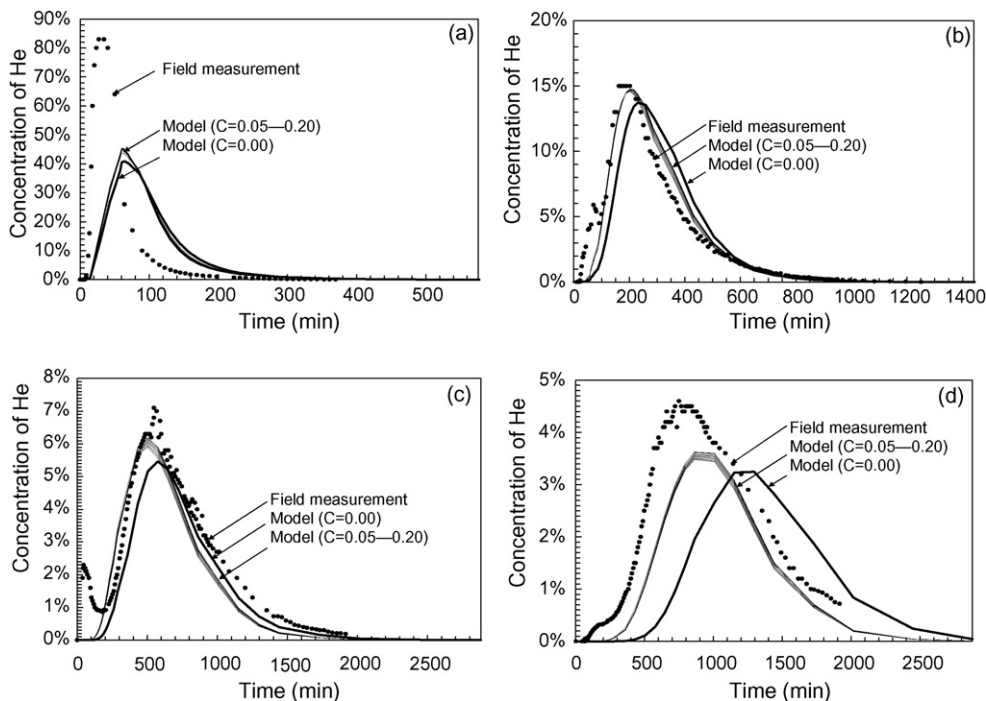 (a)
90%
80%
70%
60%
50%
40%
30%
20%
10%
0%
Concentration of He
Field measurement
Model (C=0.05—0.20)
Model (C=0.00)
0 100 200 300 400 500
Time (min)
(b)
20%
15%
10%
5%
0%
Concentration of He
Field measurement
Model (C=0.05—0.20)
Model (C=0.00)
0 200 400 600 800 1000 1200 1400
Time (min)
(c)
8%
7%
6%
5%
4%
3%
2%
1%
0%
Concentration of He
Field measurement
Model (C=0.00)
Model (C=0.05—0.20)
0 500 1000 1500 2000 2500
Time (min)
(d)
5%
4%
3%
2%
1%
0%
Concentration of He
Field measurement
Model (C=0.05—0.20)
Model (C=0.00)
0 500 1000 1500 2000 2500
Time (min)